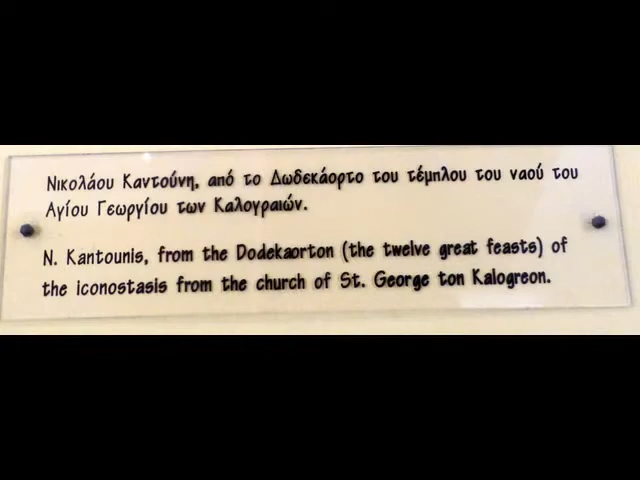 Νικολάου Καντούνη, από το Δωδεκάορτο του τέμπλου του ναού του
Αγίου Γεωργίου των Καλογραιών.
N. Kantounis, from the Dodekaorton (the twelve great feasts) of
the iconostasis from the church of St. George ton Kalogreon.